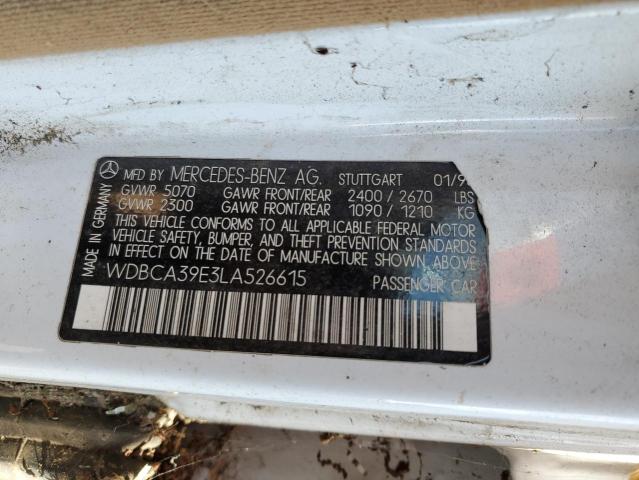 MADE IN GERMANY
MFD BY MERCEDES-BENZ AG. STUTTGART 01/9
GVWR 5070 GAWR FRONT/REAR 2400 / 2670 LBS
GVWR 2300 GAWR FRONT/REAR 1090 / 1210 KG
THIS VEHICLE CONFORMS TO ALL APPLICABLE FEDERAL MOTOR
VEHICLE SAFETY, BUMPER, AND THEFT PREVENTION STANDARDS
IN EFFECT ON THE DATE OF MANUFACTURE SHOWN ABOVE.
WDBCA39E3LA526615 PASSENGER CAR